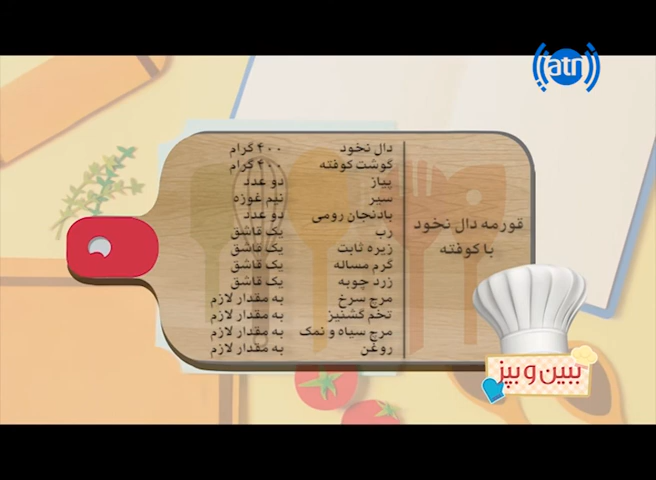 atn
قورمه دال نخود
با کوفته
دال نخود ۴۰۰ گرام
گوشت کوفته ۴۰۰ گرام
پیاز دو عدد
سیر نیم غوزه
بادنجان رومی دو عدد
رب یک قاشق
زیره ثابت یک قاشق
گرم مساله یک قاشق
زرد چوبه یک قاشق
مرچ سرخ به مقدار لازم
تخم گشنیز به مقدار لازم
مرچ سیاه و نمک به مقدار لازم
روغن به مقدار لازم
ببین و بپز